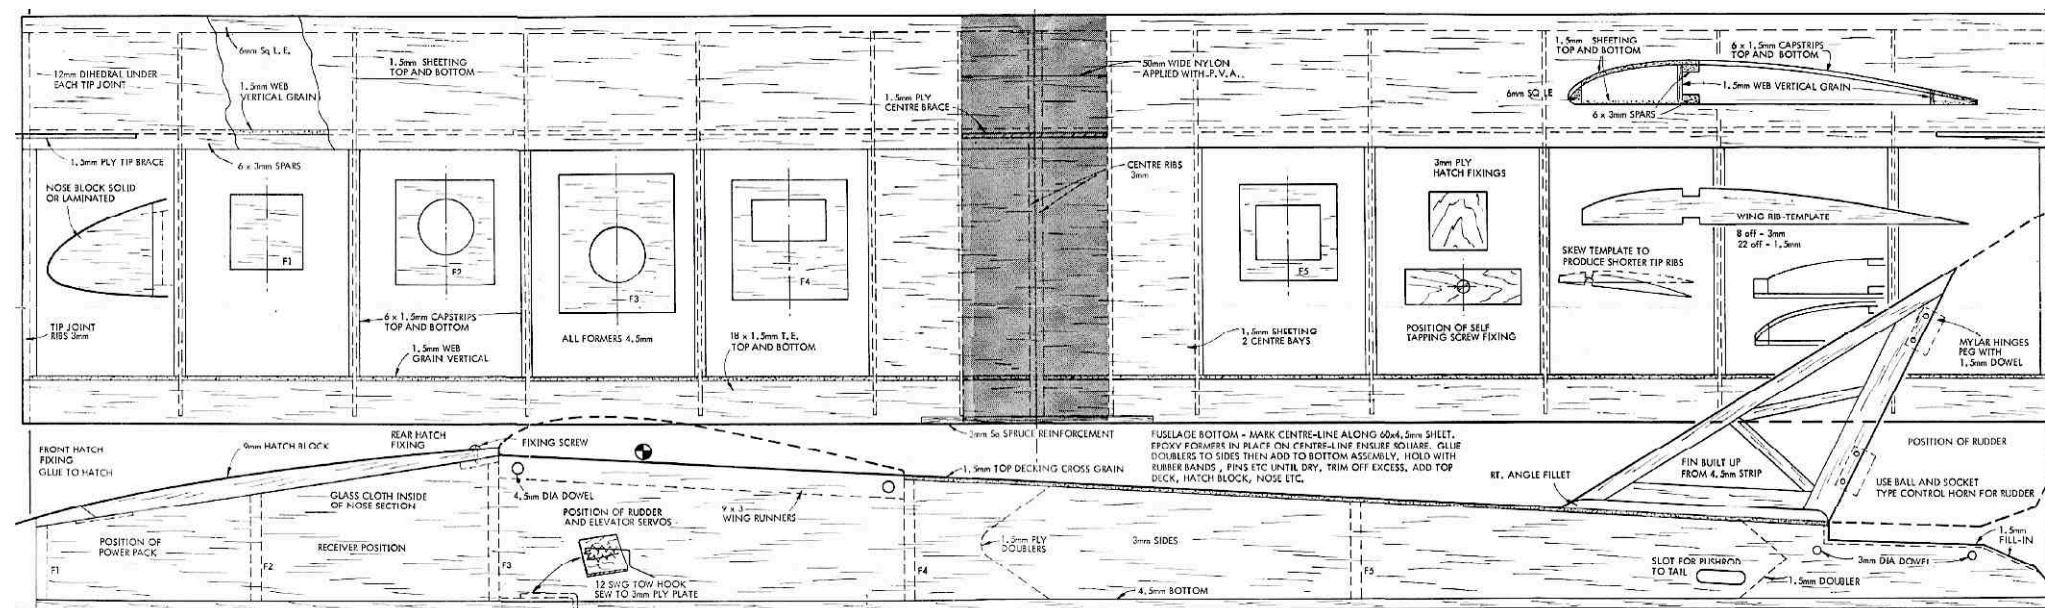 6mm Sq L.E.
12mm DIHEDRAL UNDER
EACH TIP JOINT
1.5mm WEB
VERTICAL GRAIN
1.5mm SHEETING
TOP AND BOTTOM
1.5mm PLY
CENTRE BRACE
50mm WIDE NYLON
APPLIED WITH P.V.A.
1.5mm SHEETING
TOP AND BOTTOM
6 x 1.5mm CAPSTRIPS
TOP AND BOTTOM
6mm SQ LE
1.5mm WEB VERTICAL GRAIN
6 x 3mm SPARS
1.5mm PLY TIP BRACE
6 x 3mm SPARS
NOSE BLOCK SOLID
OR LAMINATED
F1
F2
F3
F4
CENTRE RIBS
3mm
F5
3mm PLY
HATCH FIXINGS
WING RIB-TEMPLATE
8 off - 3mm
22 off - 1.5mm
SKEW TEMPLATE TO
PRODUCE SHORTER TIP RIBS
TIP JOINT
RIBS 3mm
6 x 1.5mm CAPSTRIPS
TOP AND BOTTOM
1.5mm WEB
GRAIN VERTICAL
ALL FORMERS 4.5mm
18 x 1.5mm T.E.
TOP AND BOTTOM
1.5mm SHEETING
2 CENTRE BAYS
POSITION OF SELF
TAPPING SCREW FIXING
MYLAR HINGES
PEG WITH
1.5mm DOWEL
FRONT HATCH
FIXING
GLUE TO HATCH
9mm HATCH BLOCK
REAR HATCH
FIXING
FIXING SCREW
3mm Sq SPRUCE REINFORCEMENT
FUSELAGE BOTTOM - MARK CENTRE-LINE ALONG 60x4.5mm SHEET.
EPOXY FORMERS IN PLACE ON CENTRE-LINE ENSURE SQUARE. GLUE
DOUBLERS TO SIDES THEN ADD TO BOTTOM ASSEMBLY. HOLD WITH
RUBBER BANDS, PINS ETC UNTIL DRY. TRIM OFF EXCESS. ADD TOP
DECK, HATCH BLOCK, NOSE ETC.
1.5mm TOP DECKING CROSS GRAIN
RT. ANGLE FILLET
FIN BUILT UP
FROM 4.5mm STRIP
POSITION OF RUDDER
USE BALL AND SOCKET
TYPE CONTROL HORN FOR RUDDER
GLASS CLOTH INSIDE
OF NOSE SECTION
4.5mm DIA DOWEL
POSITION OF RUDDER
AND ELEVATOR SERVOS
9 x 3
WING RUNNERS
POSITION OF
POWER PACK
RECEIVER POSITION
1.5mm PLY
DOUBLERS
3mm SIDES
1.5mm
FILL-IN
F1
F2
F3
12 SWG TOW HOOK
SEW TO 3mm PLY PLATE
F4
4.5mm BOTTOM
F5
SLOT FOR PUSHROD
TO TAIL
3mm DIA DOWEL
1.5mm DOUBLER